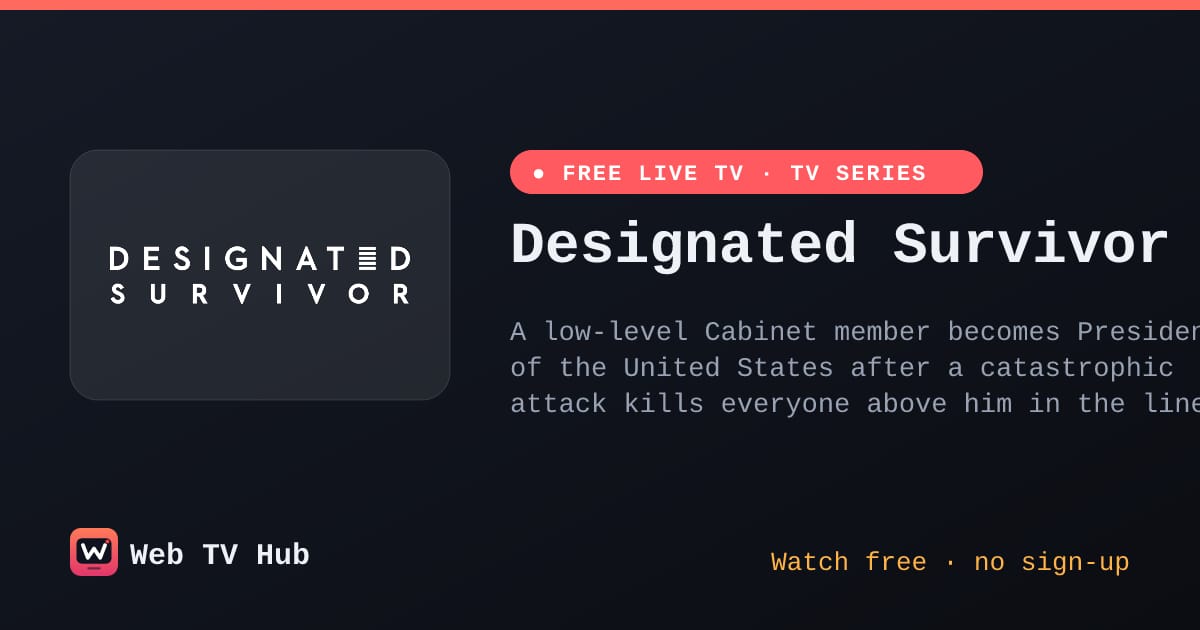 DESIGNATED
SURVIVOR
● FREE LIVE TV · TV SERIES
Designated Survivor
A low-level Cabinet member becomes
of the United States after a catastrophic
attack kills everyone above him in the line
Web TV Hub
Watch free · no sign-up